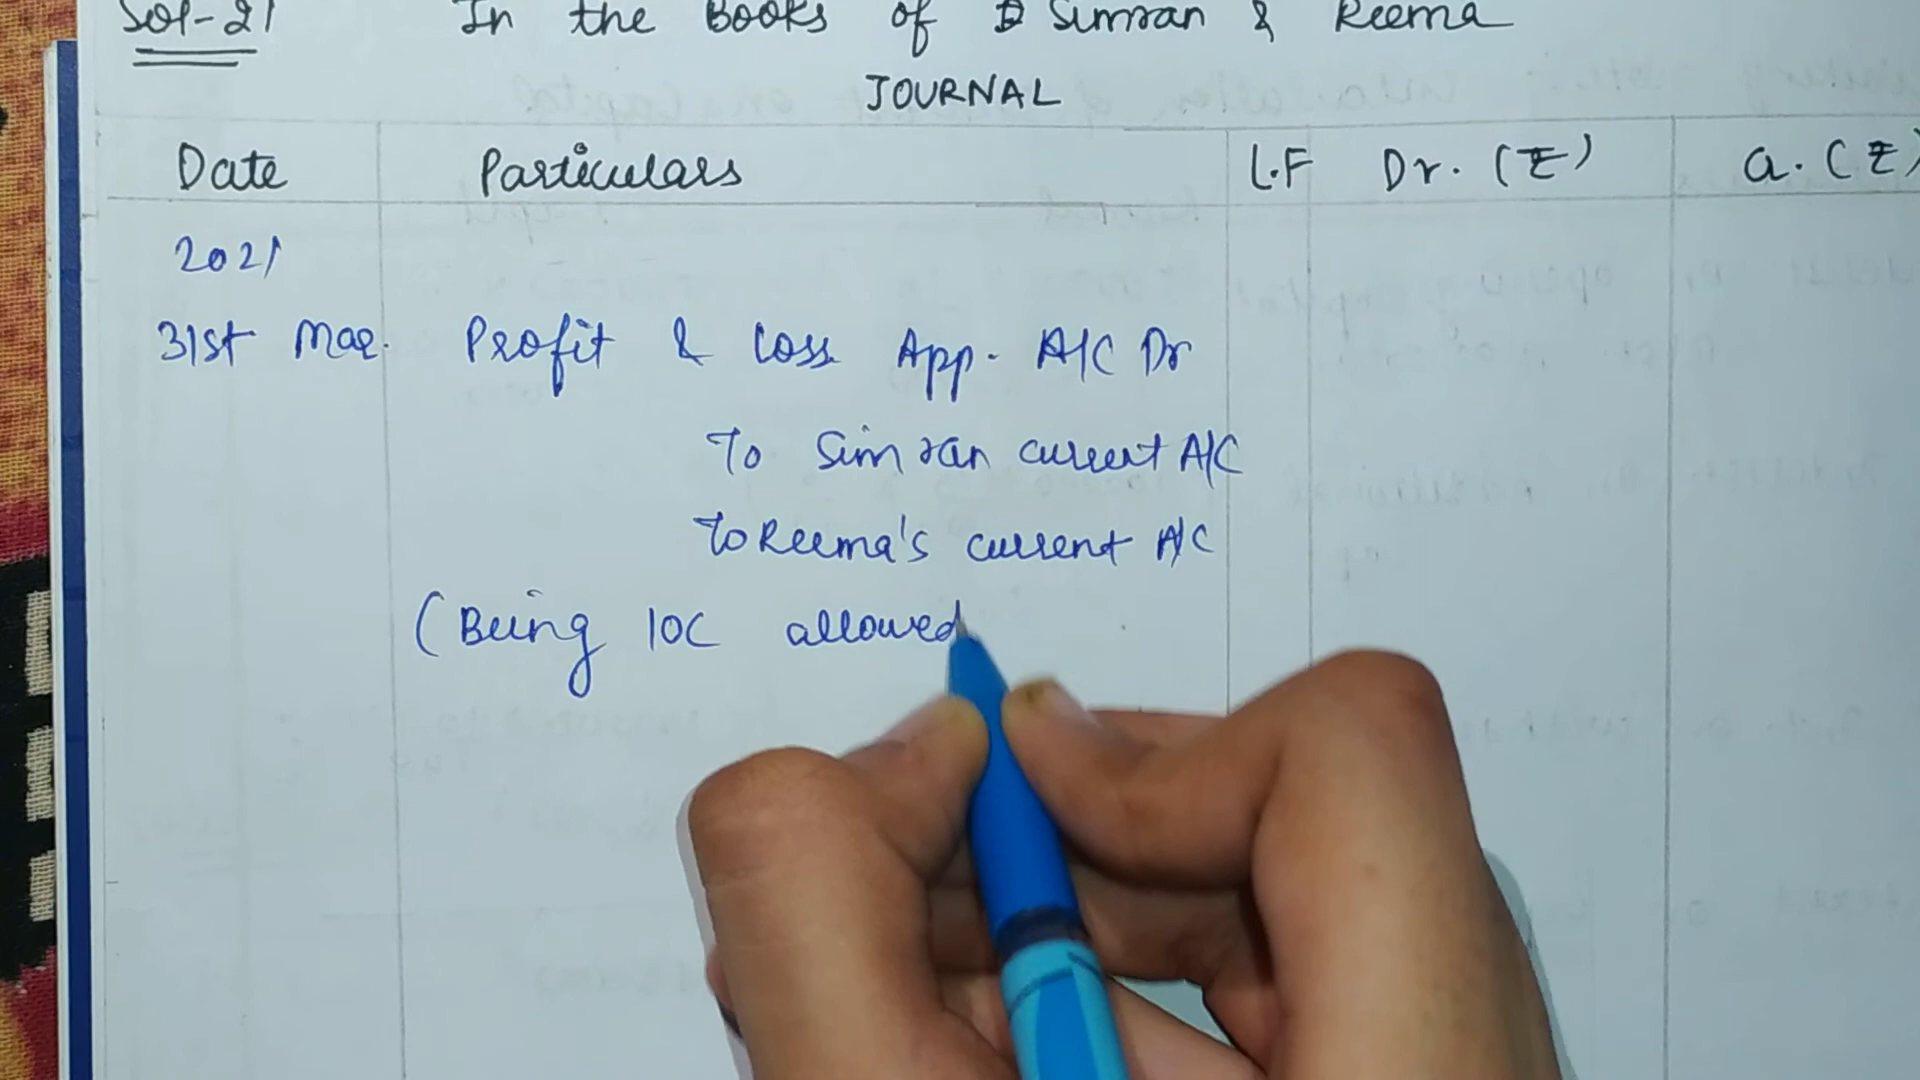 Sol-21 In the Books of Simran & Reema
JOURNAL
Date Particulars L.F Dr. (₹) Cr. (₹)
2021
31st Mar. Profit & Loss App. A/C Dr
To Simran current A/C
To Reema's current A/C
(Being IOC allowed